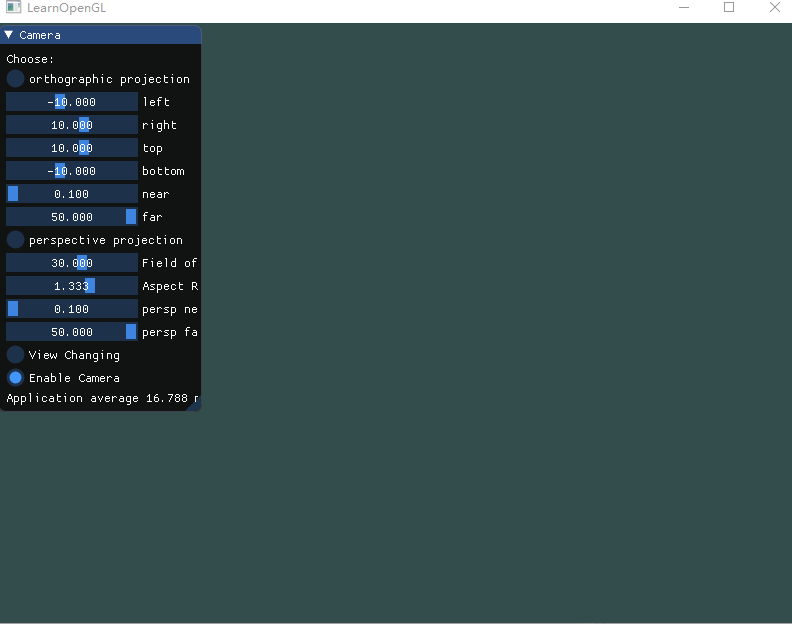 LearnOpenGL
Camera
Choose:
orthographic projection
-10.000 left
10.000 right
10.000 top
-10.000 bottom
0.100 near
50.000 far
perspective projection
30.000 Field of
1.333 Aspect R
0.100 persp ne
50.000 persp fa
View Changing
Enable Camera
Application average 16.788